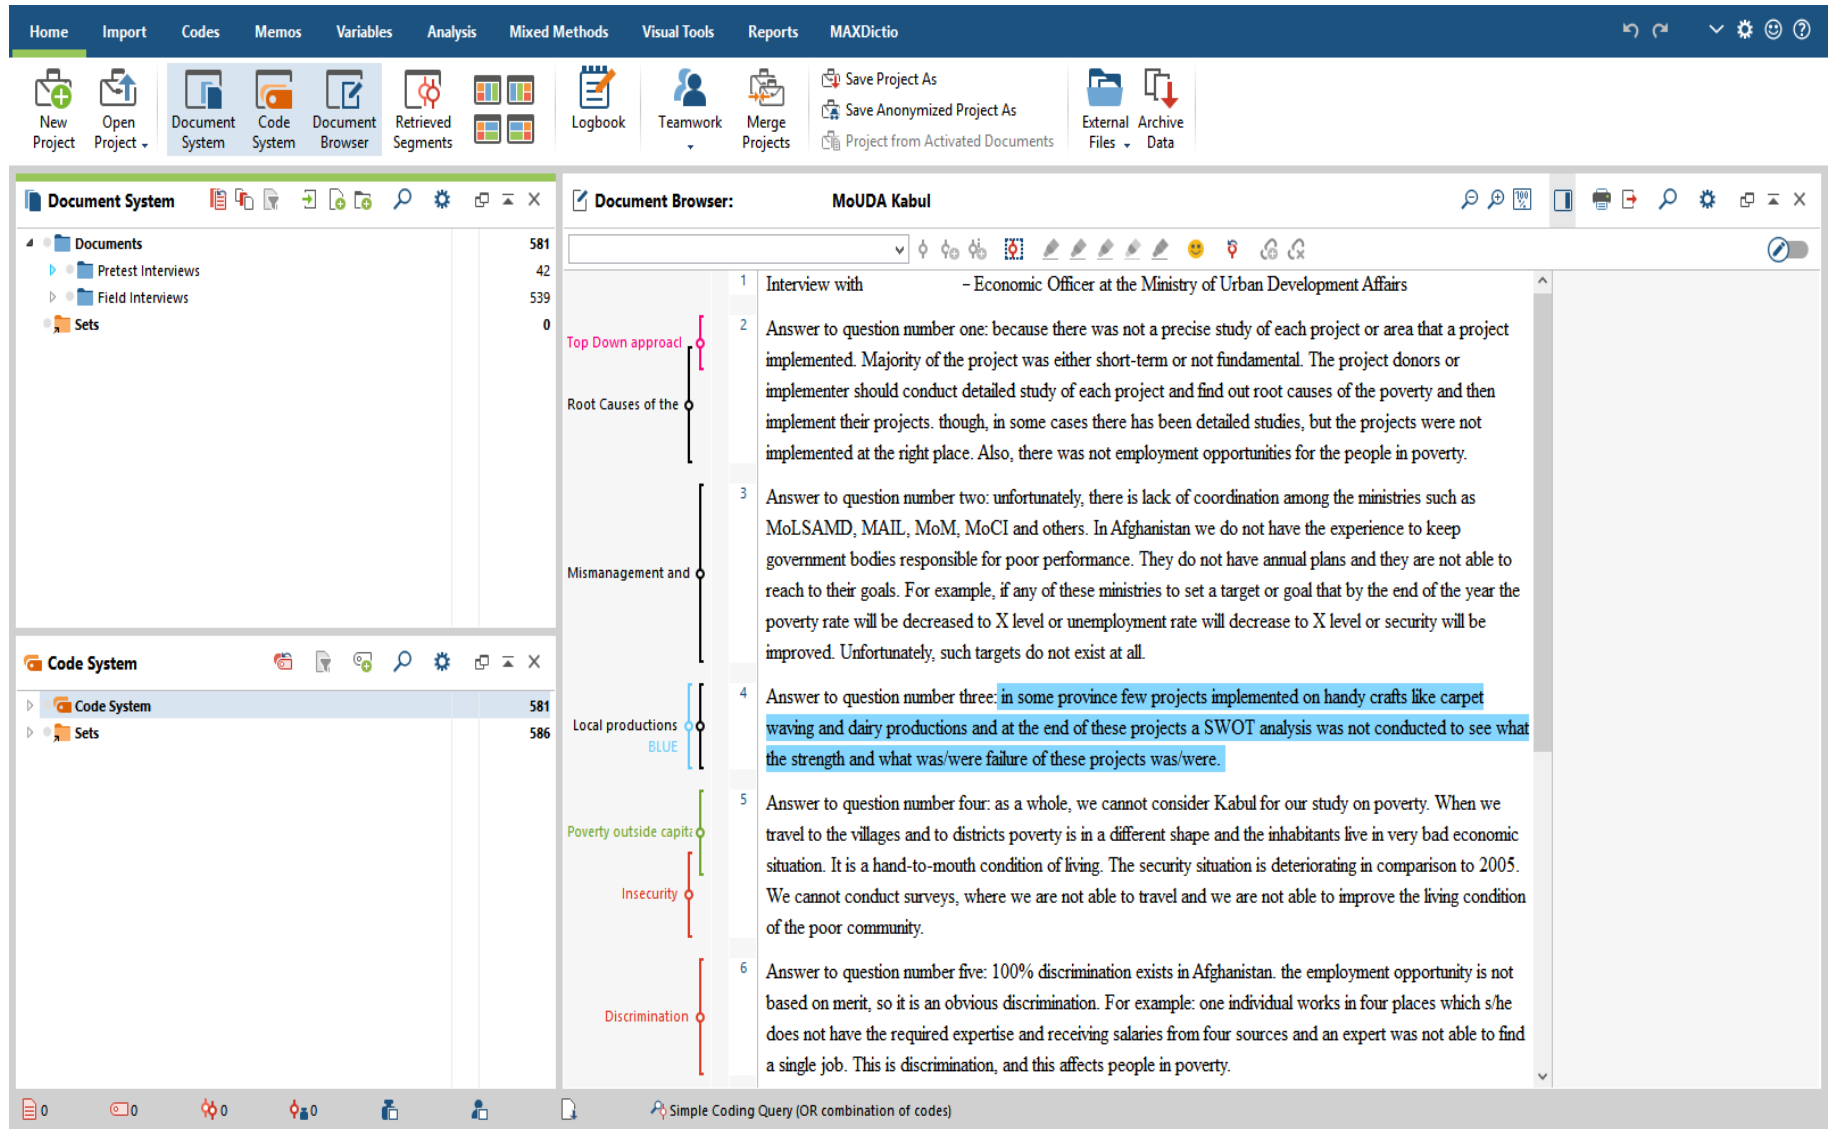 Home Import Codes Memos Variables Analysis Mixed Methods Visual Tools Reports MAXDictio
New Project
Open Project
Document System
Code System
Document Browser
Retrieved Segments
Logbook
Teamwork
Merge Projects
Save Project As
Save Anonymized Project As
Project from Activated Documents
External Files
Archive Data
Document System
Documents 581
Pretest Interviews 42
Field Interviews 539
Sets 0
Code System
Code System 581
Sets 586
Document Browser: MoUDA Kabul
1 Interview with – Economic Officer at the Ministry of Urban Development Affairs
Top Down approacl
Root Causes of the
2 Answer to question number one: because there was not a precise study of each project or area that a project
implemented. Majority of the project was either short-term or not fundamental. The project donors or
implementer should conduct detailed study of each project and find out root causes of the poverty and then
implement their projects. though, in some cases there has been detailed studies, but the projects were not
implemented at the right place. Also, there was not employment opportunities for the people in poverty.
Mismanagement and
3 Answer to question number two: unfortunately, there is lack of coordination among the ministries such as
MoLSAMD, MAIL, MoM, MoCI and others. In Afghanistan we do not have the experience to keep
government bodies responsible for poor performance. They do not have annual plans and they are not able to
reach to their goals. For example, if any of these ministries to set a target or goal that by the end of the year the
poverty rate will be decreased to X level or unemployment rate will decrease to X level or security will be
improved. Unfortunately, such targets do not exist at all.
Local productions
BLUE
4 Answer to question number three: in some province few projects implemented on handy crafts like carpet
waving and dairy productions and at the end of these projects a SWOT analysis was not conducted to see what
the strength and what was/were failure of these projects was/were.
Poverty outside capita
Insecurity
5 Answer to question number four: as a whole, we cannot consider Kabul for our study on poverty. When we
travel to the villages and to districts poverty is in a different shape and the inhabitants live in very bad economic
situation. It is a hand-to-mouth condition of living. The security situation is deteriorating in comparison to 2005.
We cannot conduct surveys, where we are not able to travel and we are not able to improve the living condition
of the poor community.
Discrimination
6 Answer to question number five: 100% discrimination exists in Afghanistan. the employment opportunity is not
based on merit, so it is an obvious discrimination. For example: one individual works in four places which s/he
does not have the required expertise and receiving salaries from four sources and an expert was not able to find
a single job. This is discrimination, and this affects people in poverty.
0 0 0 0 Simple Coding Query (OR combination of codes)